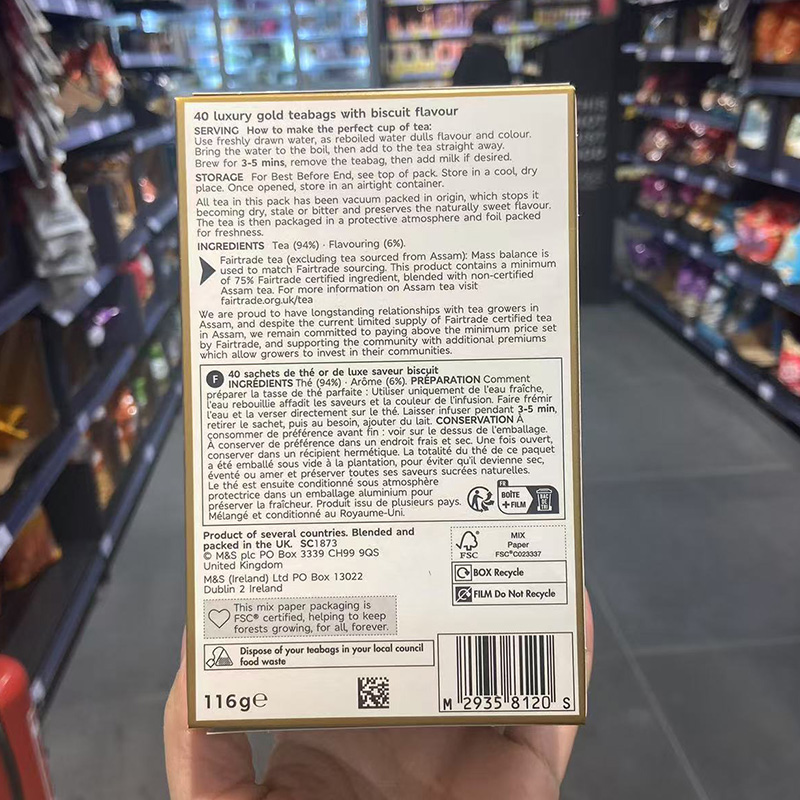 40 luxury gold teabags with biscuit flavour
SERVING How to make the perfect cup of tea:
Use freshly drawn water, as reboiled water dulls flavour and colour.
Bring the water to the boil, then add to the tea straight away.
Brew for 3-5 mins, remove the teabag, then add milk if desired.
STORAGE For Best Before End, see top of pack. Store in a cool, dry
place. Once opened, store in an airtight container.
All tea in this pack has been vacuum packed in origin, which stops it
becoming dry, stale or bitter and preserves the naturally sweet flavour.
The tea is then packaged in a protective atmosphere and foil packed
for freshness.
INGREDIENTS Tea (94%) · Flavouring (6%).
Fairtrade tea (excluding tea sourced from Assam): Mass balance is
used to match Fairtrade sourcing. This product contains a minimum
of 75% Fairtrade certified ingredient, blended with non-certified
Assam tea. For more information on Assam tea visit
fairtrade.org.uk/tea
We are proud to have longstanding relationships with tea growers in
Assam, and despite the current limited supply of Fairtrade certified tea
in Assam, we remain committed to paying above the minimum price set
by Fairtrade, and supporting the community with additional premiums
which allow growers to invest in their communities.
F 40 sachets de thé or de luxe saveur biscuit
INGRÉDIENTS Thé (94%) · Arôme (6%). PRÉPARATION Comment
préparer la tasse de thé parfaite : Utiliser uniquement de l'eau fraîche,
l'eau rebouillie affadit les saveurs et la couleur de l'infusion. Faire frémir
l'eau et la verser directement sur le thé. Laisser infuser pendant 3-5 min,
retirer le sachet, puis au besoin, ajouter du lait. CONSERVATION À
consommer de préférence avant fin : voir sur le dessus de l'emballage.
À conserver de préférence dans un endroit frais et sec. Une fois ouvert,
conserver dans un récipient hermétique. La totalité du thé de ce paquet
a été emballé sous vide à la plantation, pour éviter qu'il devienne sec,
éventé ou amer et préserver toutes ses saveurs sucrées naturelles.
Le thé est ensuite conditionné sous atmosphère
protectrice dans un emballage aluminium pour
préserver la fraîcheur. Produit issu de plusieurs pays.
Mélangé et conditionné au Royaume-Uni.
FR
BOÎTE
+ FILM
BAC DE TRI
Product of several countries. Blended and
packed in the UK. SC1873
© M&S plc PO Box 3339 CH99 9QS
United Kingdom
M&S (Ireland) Ltd PO Box 13022
Dublin 2 Ireland
FSC
MIX
Paper
FSC® C023337
BOX Recycle
FILM Do Not Recycle
This mix paper packaging is
FSC® certified, helping to keep
forests growing, for all, forever.
Dispose of your teabags in your local council
food waste
116g℮
M 2935 8120 S